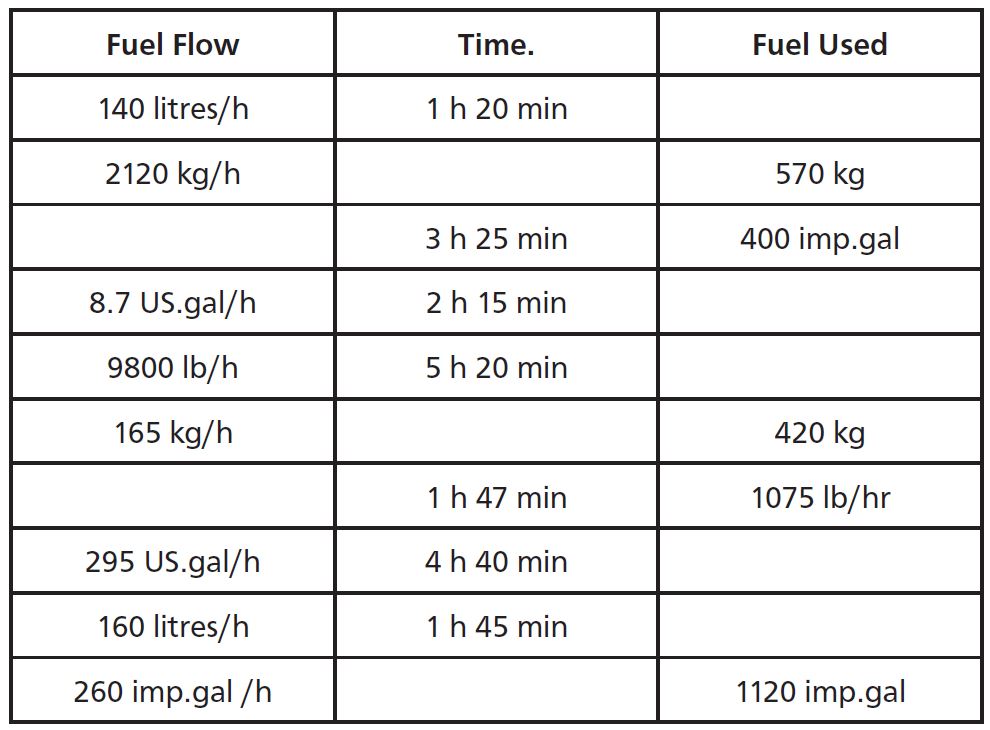 Fuel Flow Time. Fuel Used
140 litres/h 1 h 20 min
2120 kg/h 570 kg
3 h 25 min 400 imp.gal
8.7 US.gal/h 2 h 15 min
9800 lb/h 5 h 20 min
165 kg/h 420 kg
1 h 47 min 1075 lb/hr
295 US.gal/h 4 h 40 min
160 litres/h 1 h 45 min
260 imp.gal /h 1120 imp.gal